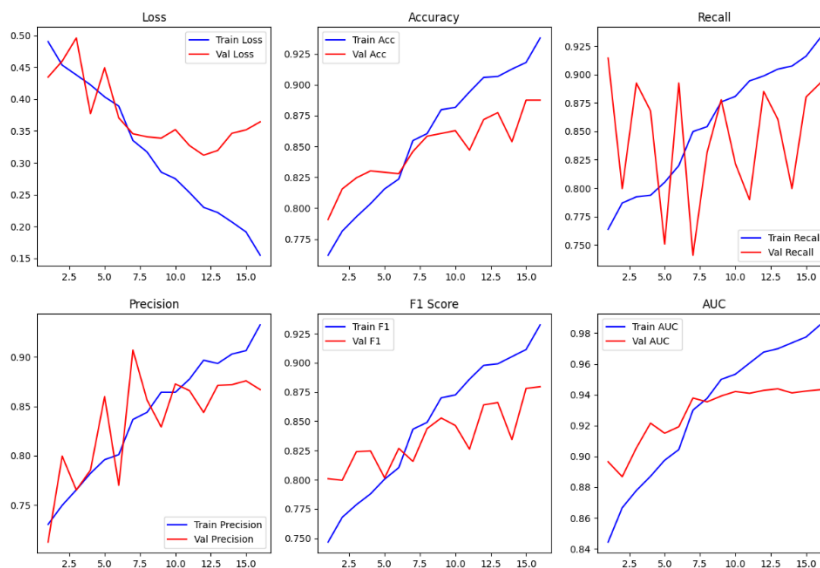 Loss
0.50
0.45
0.40
0.35
0.30
0.25
0.20
0.15
Train Loss
Val Loss
2.5 5.0 7.5 10.0 12.5 15.0
Accuracy
0.925
0.900
0.875
0.850
0.825
0.800
0.775
Train Acc
Val Acc
2.5 5.0 7.5 10.0 12.5 15.0
Recall
0.925
0.900
0.875
0.850
0.825
0.800
0.775
0.750
Train Recall
Val Recall
2.5 5.0 7.5 10.0 12.5 15.0
Precision
0.90
0.85
0.80
0.75
Train Precision
Val Precision
2.5 5.0 7.5 10.0 12.5 15.0
F1 Score
0.925
0.900
0.875
0.850
0.825
0.800
0.775
0.750
Train F1
Val F1
2.5 5.0 7.5 10.0 12.5 15.0
AUC
0.98
0.96
0.94
0.92
0.90
0.88
0.86
0.84
Train AUC
Val AUC
2.5 5.0 7.5 10.0 12.5 15.0